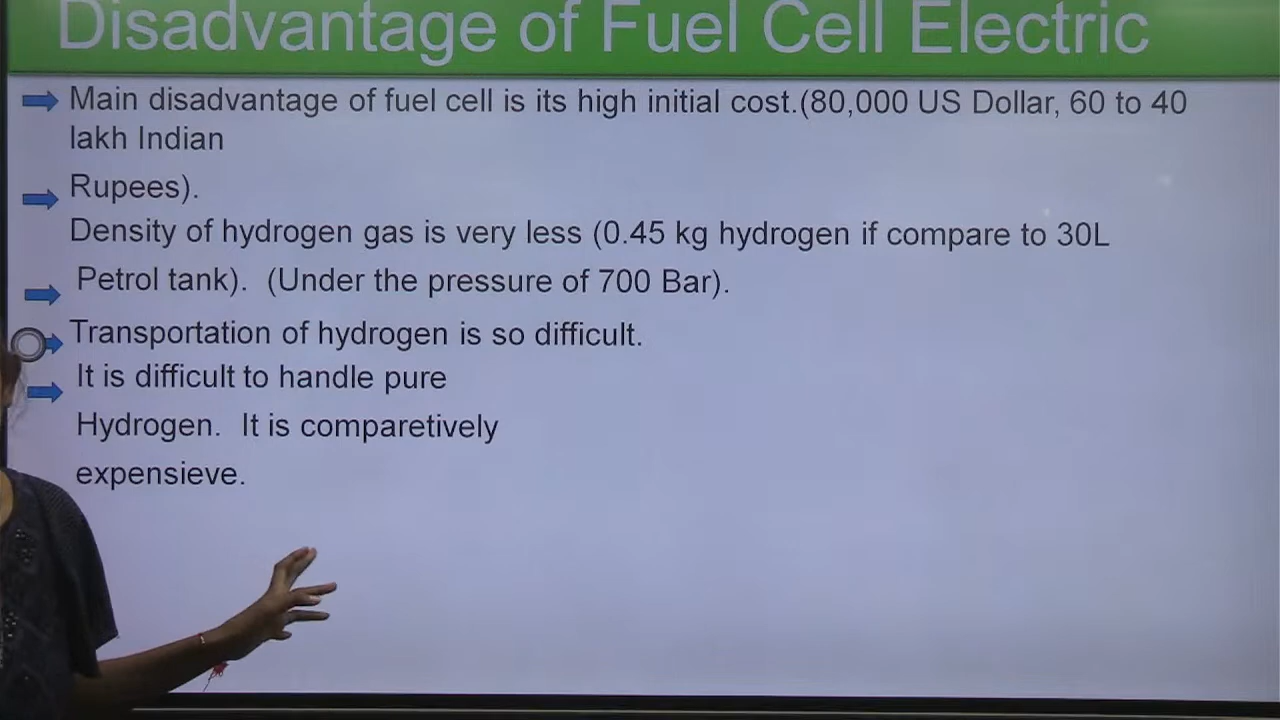 Disadvantage of Fuel Cell Electric
Main disadvantage of fuel cell is its high initial cost.(80,000 US Dollar, 60 to 40
lakh Indian
Rupees).
Density of hydrogen gas is very less (0.45 kg hydrogen if compare to 30L
Petrol tank).  (Under the pressure of 700 Bar).
Transportation of hydrogen is so difficult.
It is difficult to handle pure
Hydrogen.  It is comparetively
expensieve.